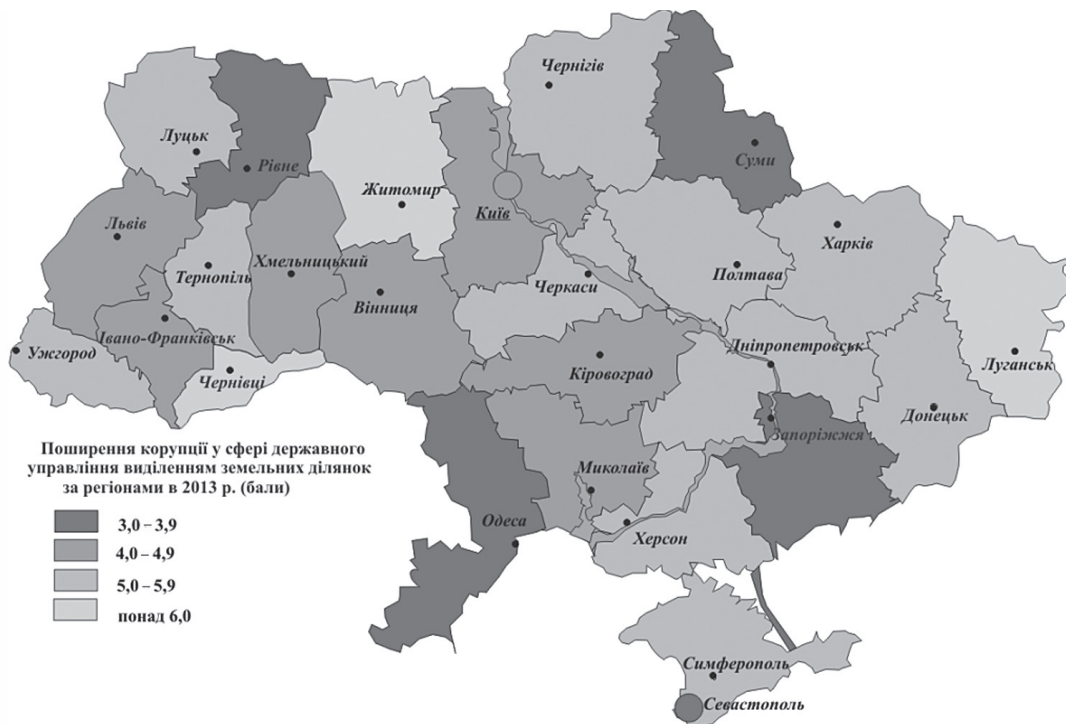 Чернігів
Луцьк
Рівне
Суми
Житомир
Київ
Львів
Харків
Тернопіль
Хмельницький
Полтава
Черкаси
Вінниця
Івано-Франківськ
Ужгород
Дніпропетровськ
Луганськ
Чернівці
Кіровоград
Донецьк
Запоріжжя
Поширення корупції у сфері державного
управління виділенням земельних ділянок
за регіонами в 2013 р. (бали)
3,0 – 3,9
4,0 – 4,9
5,0 – 5,9
понад 6,0
Миколаїв
Одеса
Херсон
Симферополь
Севастополь